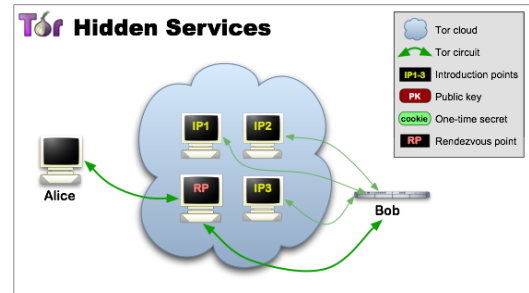 Tor Hidden Services
Tor cloud
Tor circuit
IP1-3 Introduction points
PK Public key
cookie One-time secret
RP Rendezvous point
IP1 IP2
RP IP3
Alice
Bob